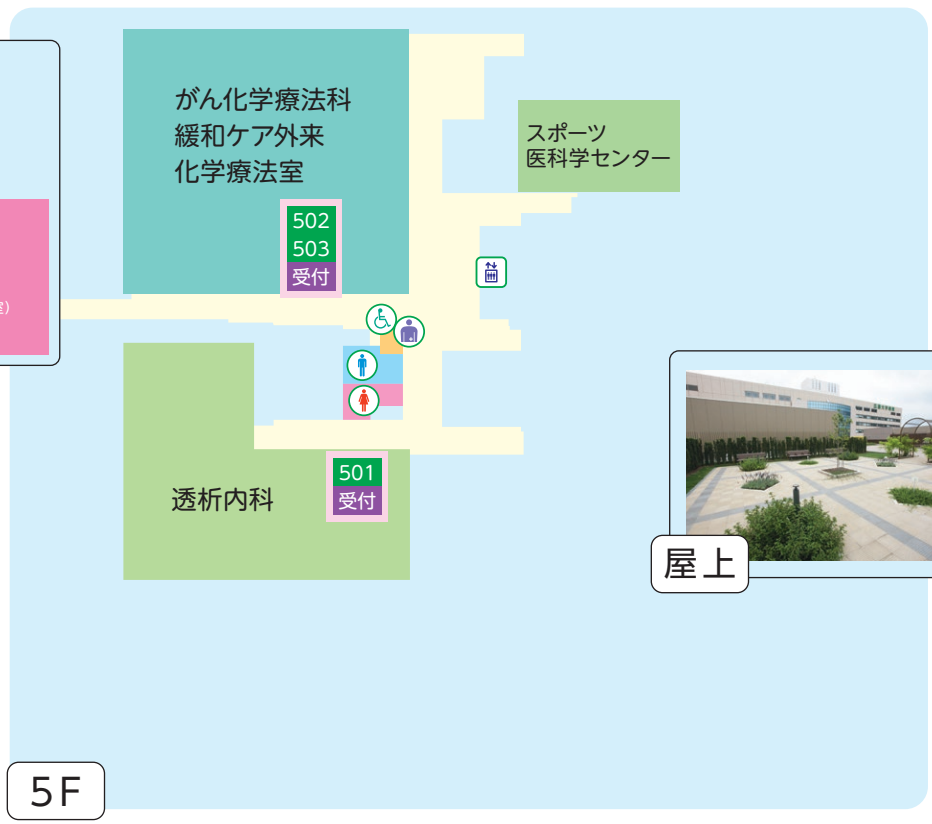 がん化学療法科
緩和ケア外来
化学療法室
502
503
受付
スポーツ
医科学センター
室）
501
受付
透析内科
屋上
5F